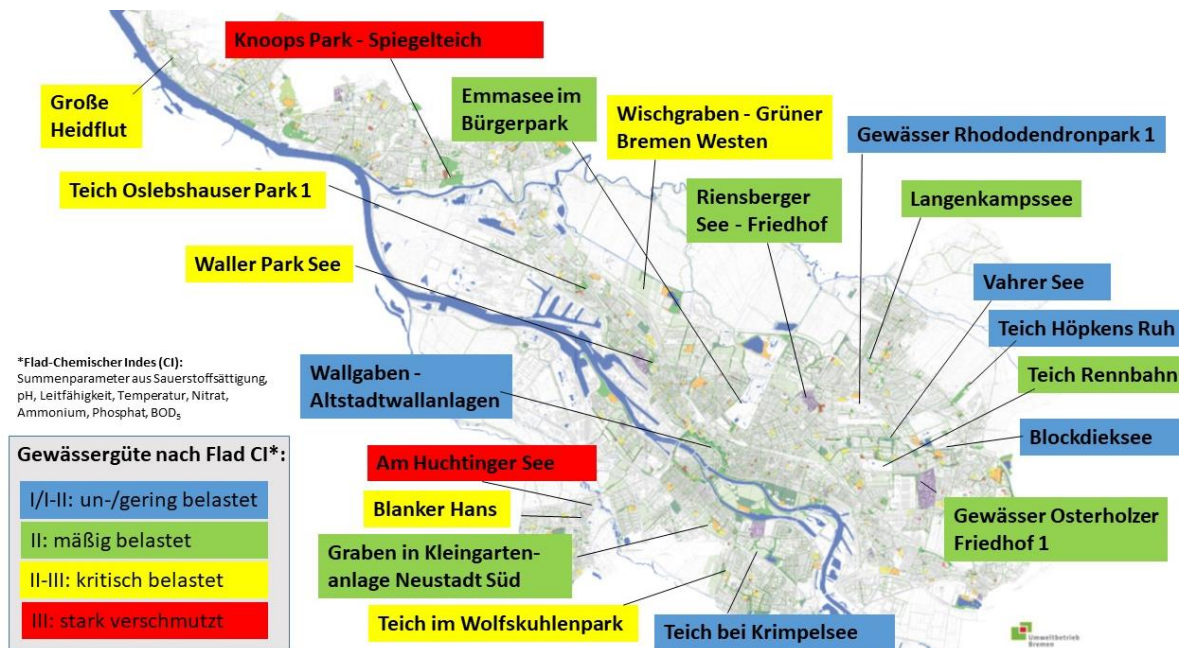 Knoops Park - Spiegelteich
Große
Heidflut
Emmasee im
Bürgerpark
Wischgraben - Grüner
Bremen Westen
Gewässer Rhododendronpark 1
Teich Oslebshauser Park 1
Riensberger
See - Friedhof
Langenkampssee
Waller Park See
Vahrer See
Teich Höpkens Ruh
*Flad-Chemischer Indes (CI):
Summenparameter aus Sauerstoffsättigung,
pH, Leitfähigkeit, Temperatur, Nitrat,
Ammonium, Phosphat, BOD₅
Wallgaben -
Altstadtwallanlagen
Teich Rennbahn
Blockdieksee
Gewässergüte nach Flad CI*:
I/I-II: un-/gering belastet
II: mäßig belastet
II-III: kritisch belastet
III: stark verschmutzt
Am Huchtinger See
Blanker Hans
Graben in Kleingarten-
anlage Neustadt Süd
Gewässer Osterholzer
Friedhof 1
Teich im Wolfskuhlenpark
Teich bei Krimpelsee
Umweltbetrieb
Bremen